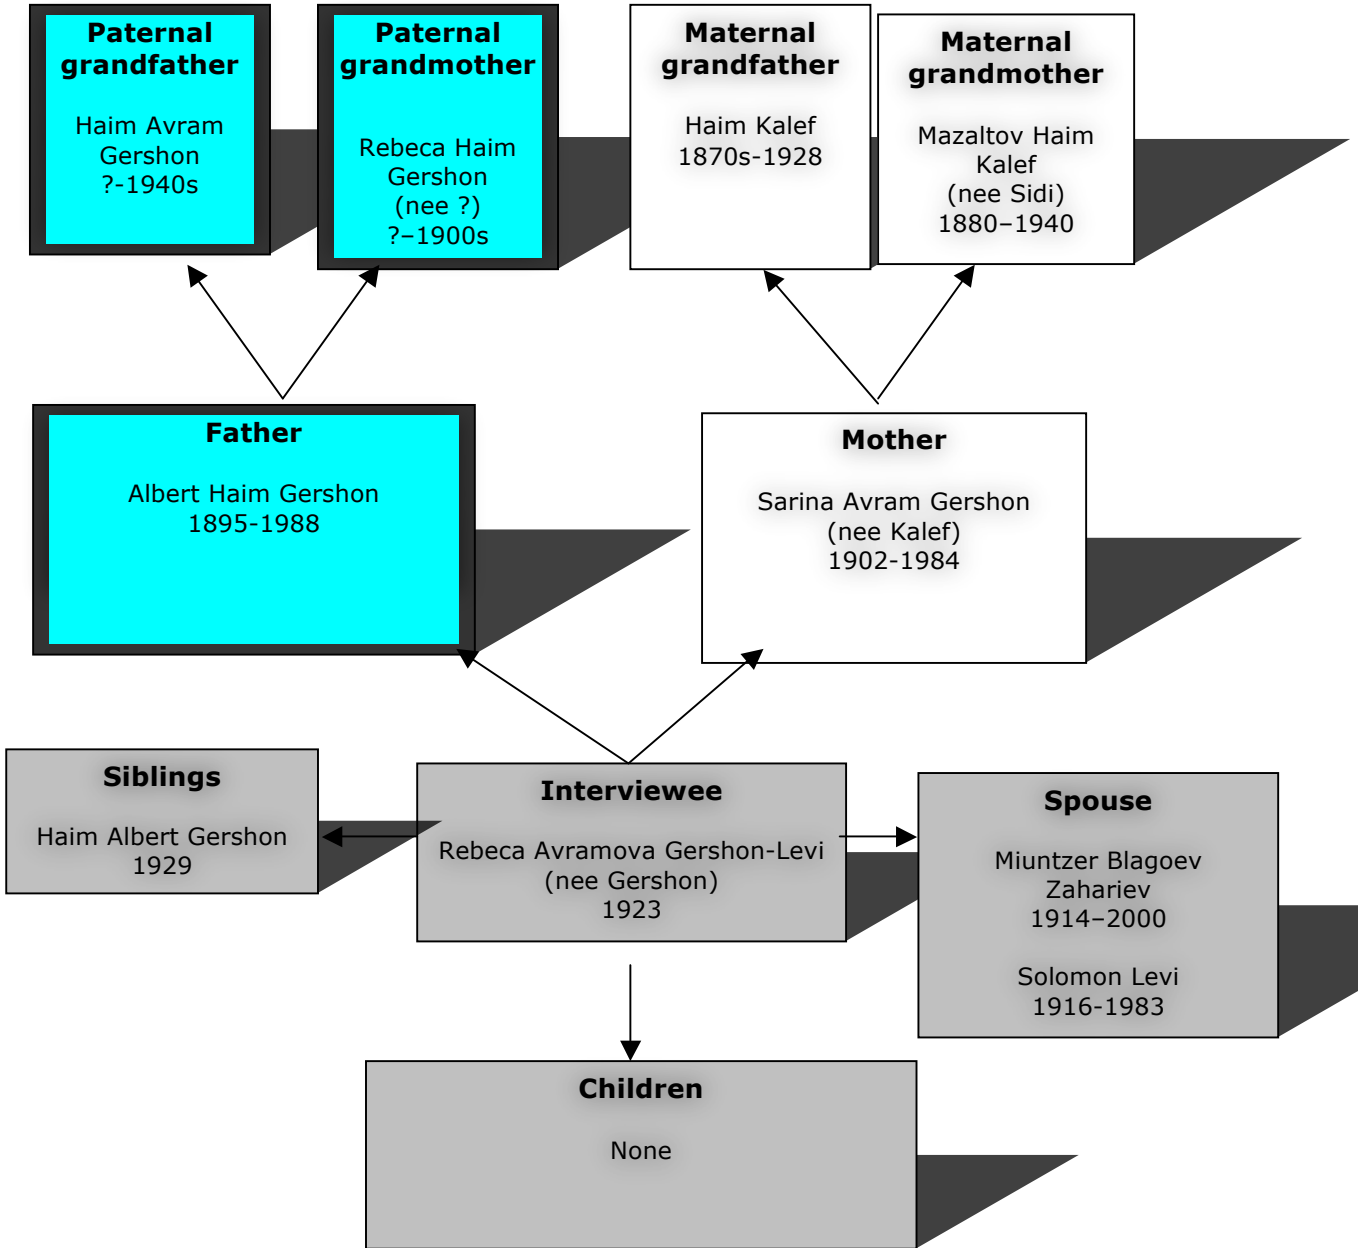 Paternal
grandfather
Haim Avram
Gershon
?-1940s
Paternal
grandmother
Rebeca Haim
Gershon
(nee ?)
?–1900s
Maternal
grandfather
Haim Kalef
1870s-1928
Maternal
grandmother
Mazaltov Haim
Kalef
(nee Sidi)
1880–1940
Father
Albert Haim Gershon
1895-1988
Mother
Sarina Avram Gershon
(nee Kalef)
1902-1984
Siblings
Haim Albert Gershon
1929
Interviewee
Rebeca Avramova Gershon-Levi
(nee Gershon)
1923
Spouse
Miuntzer Blagoev
Zahariev
1914–2000
Solomon Levi
1916-1983
Children
None